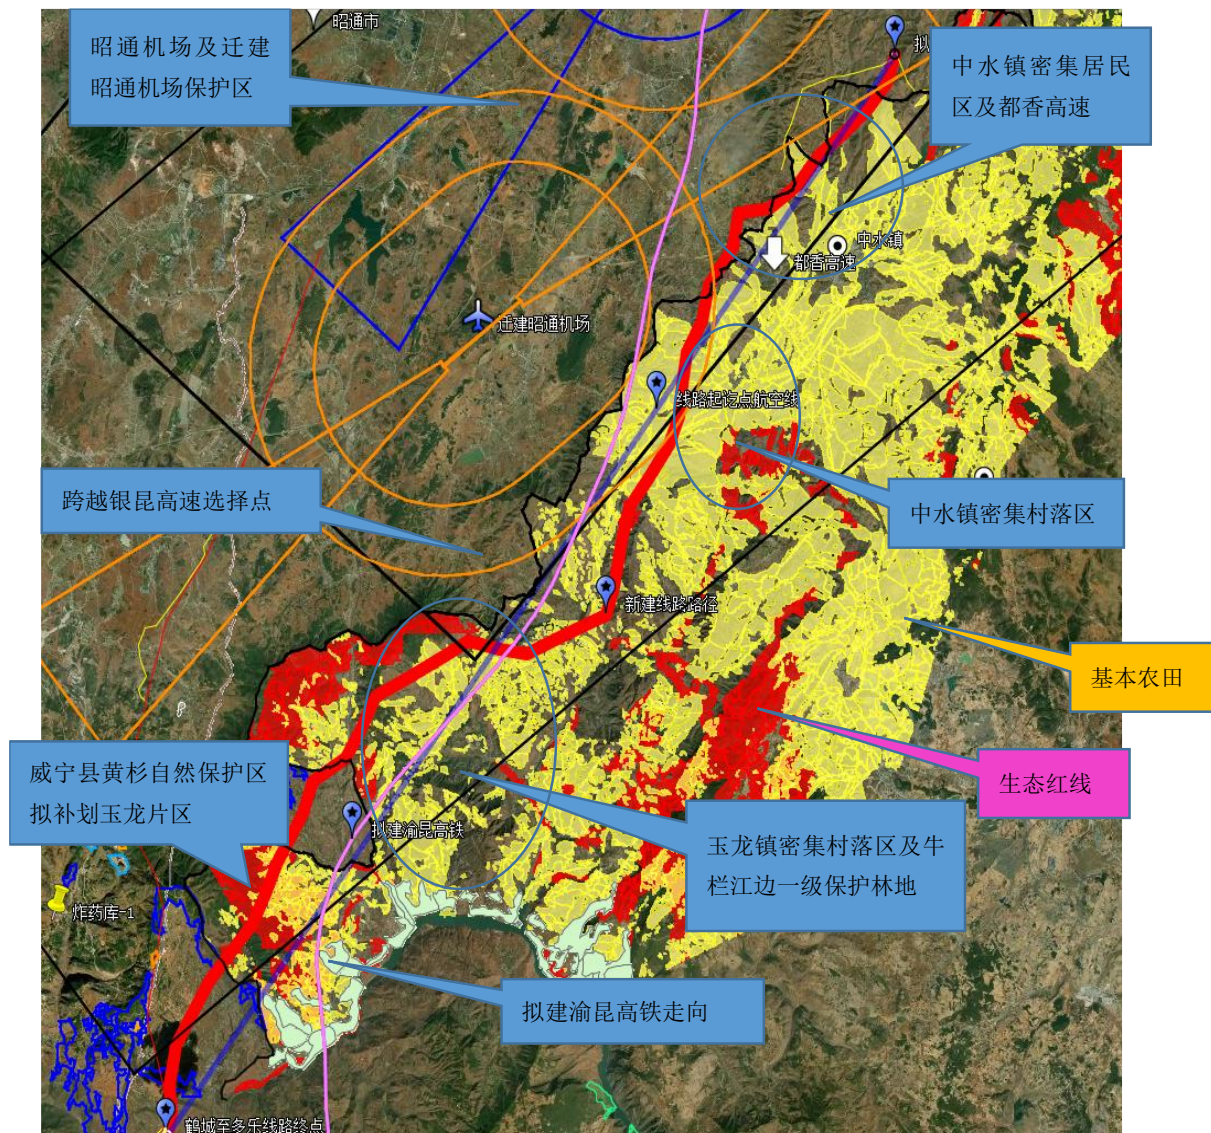 昭通市
昭通机场及迁建
昭通机场保护区
拟
中水镇密集居民
区及都香高速
中水镇
都香高速
迁建昭通机场
线路起讫点航空线
跨越银昆高速选择点
中水镇密集村落区
新建线路路径
基本农田
生态红线
威宁县黄杉自然保护区
拟补划玉龙片区
拟建渝昆高铁
玉龙镇密集村落区及牛
栏江边一级保护林地
炸药库-1
拟建渝昆高铁走向
鹤城至多乐线路终点